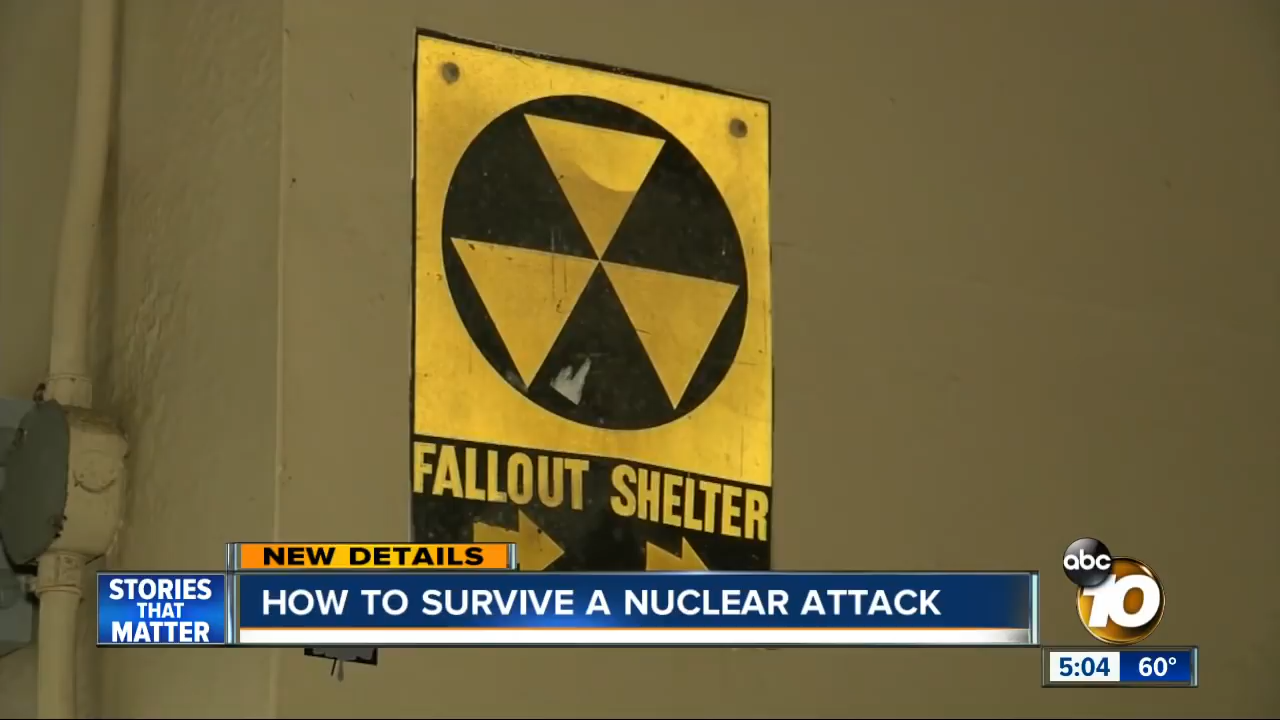 FALLOUT SHELTER
NEW DETAILS
STORIES
THAT
MATTER
HOW TO SURVIVE A NUCLEAR ATTACK
abc
10
5:04 60°